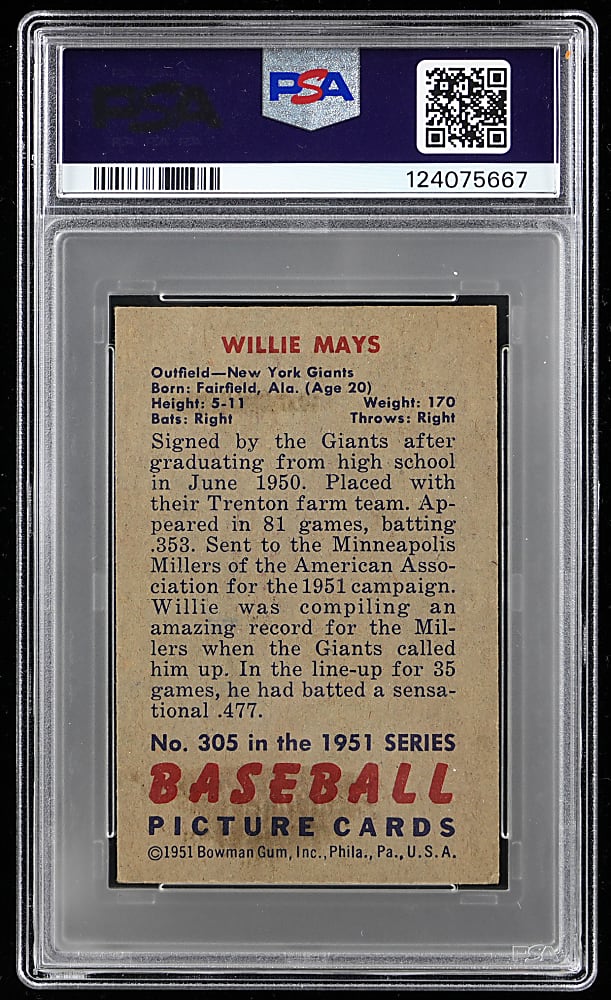 PSA
PSA
124075667
WILLIE MAYS
Outfield—New York Giants
Born: Fairfield, Ala. (Age 20)
Height: 5-11 Weight: 170
Bats: Right Throws: Right
Signed by the Giants after
graduating from high school
in June 1950. Placed with
their Trenton farm team. Ap-
peared in 81 games, batting
.353. Sent to the Minneapolis
Millers of the American Asso-
ciation for the 1951 campaign.
Willie was compiling an
amazing record for the Mil-
lers when the Giants called
him up. In the line-up for 35
games, he had batted a sensa-
tional .477.
No. 305 in the 1951 SERIES
BASEBALL
PICTURE CARDS
©1951 Bowman Gum, Inc., Phila., Pa., U.S.A.
PSA